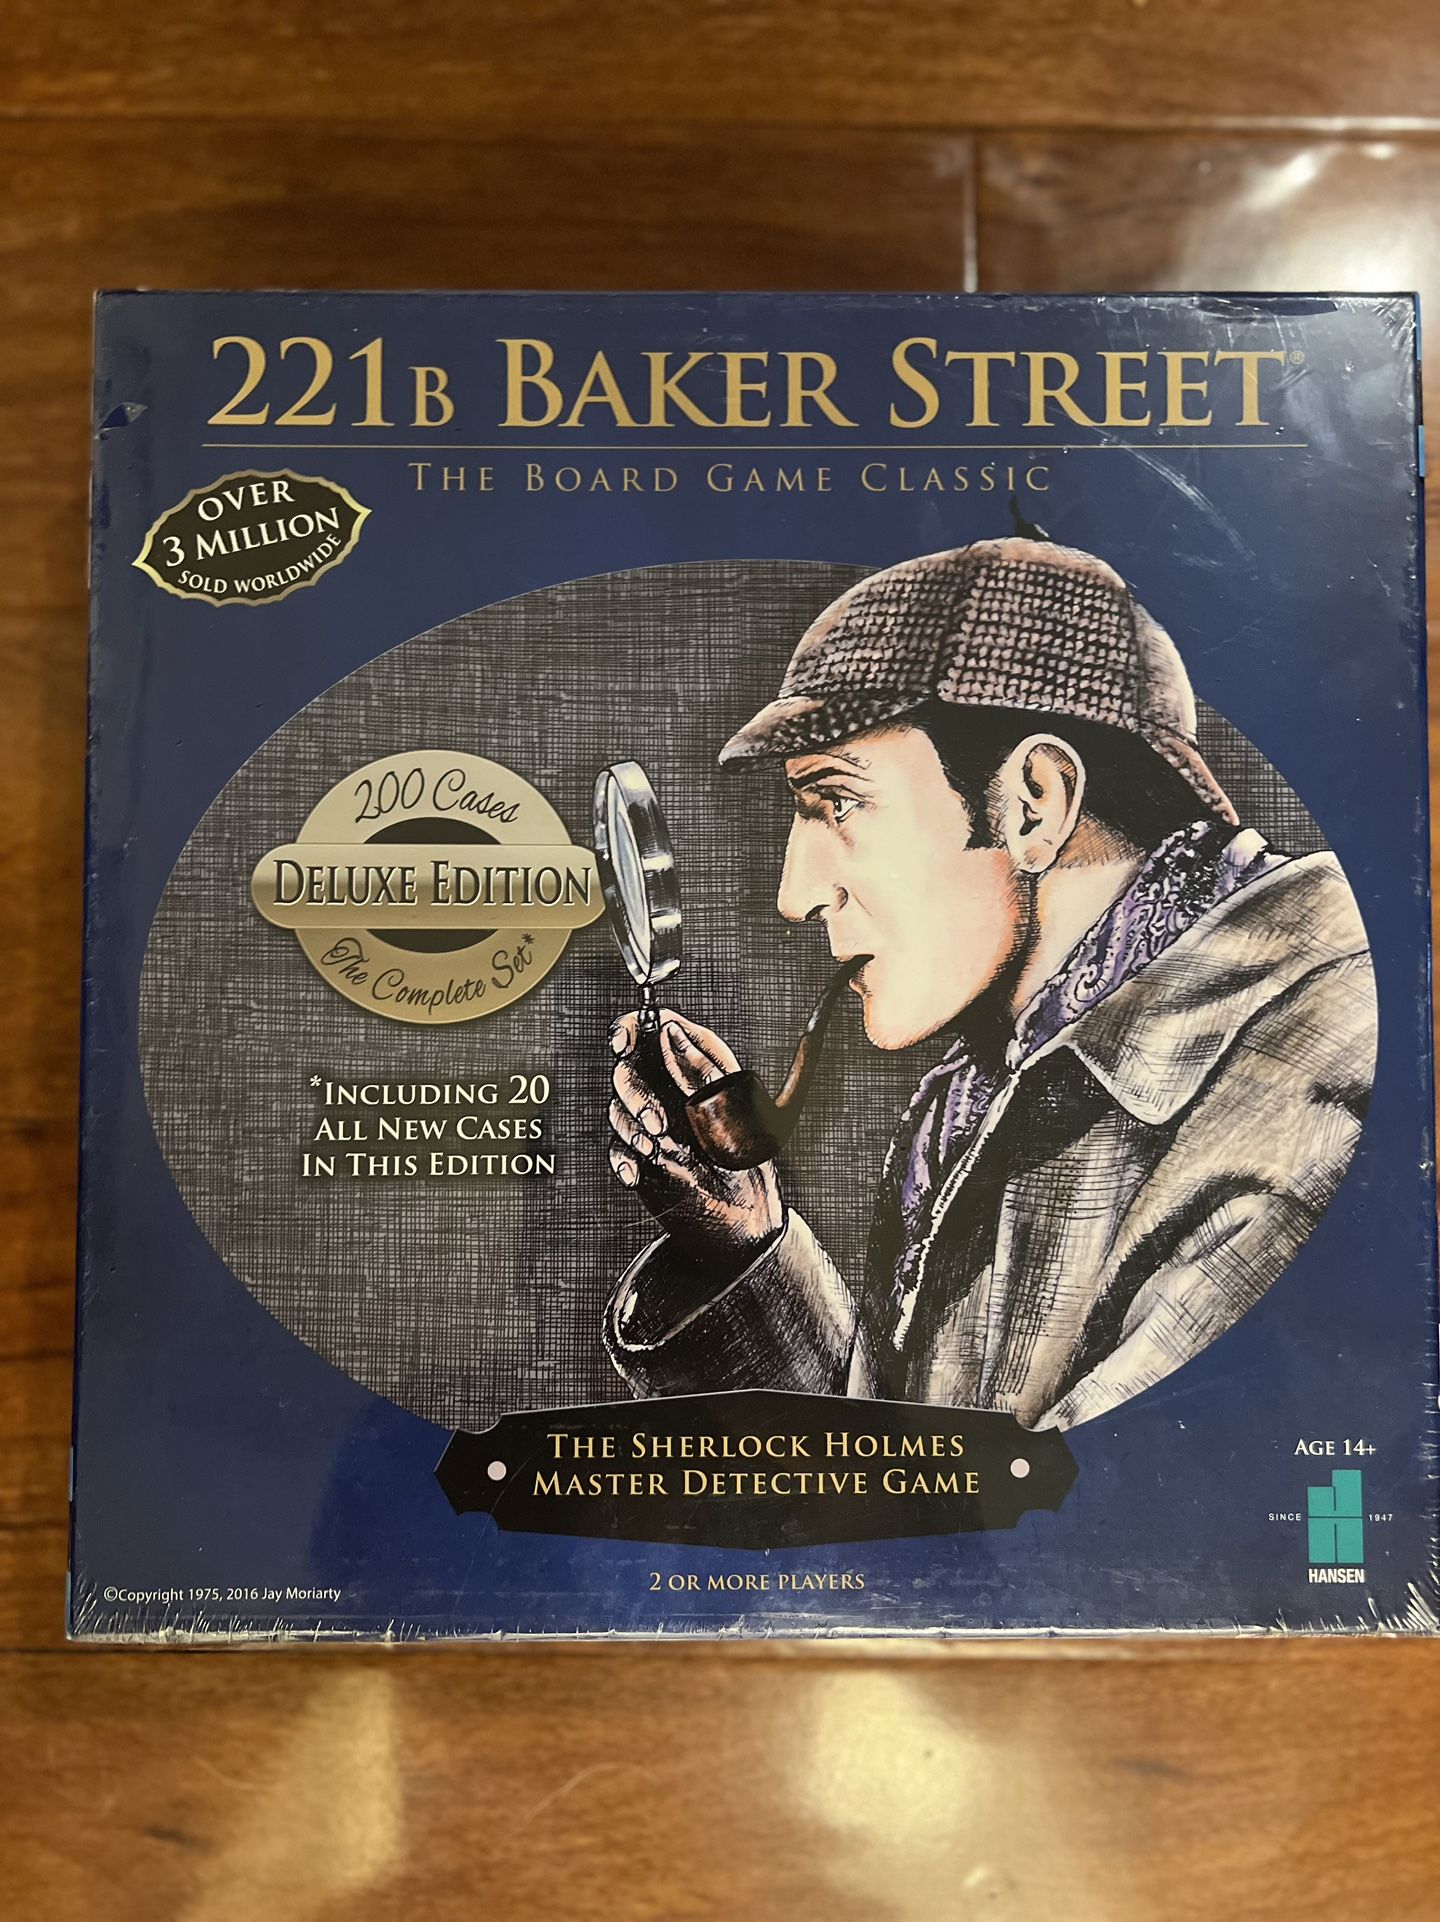 221B BAKER STREET®
THE BOARD GAME CLASSIC
OVER
3 MILLION
SOLD WORLDWIDE
200 Cases
DELUXE EDITION
The Complete Set*
*INCLUDING 20
ALL NEW CASES
IN THIS EDITION
THE SHERLOCK HOLMES
MASTER DETECTIVE GAME
AGE 14+
SINCE 1947
HANSEN
2 OR MORE PLAYERS
©Copyright 1975, 2016 Jay Moriarty